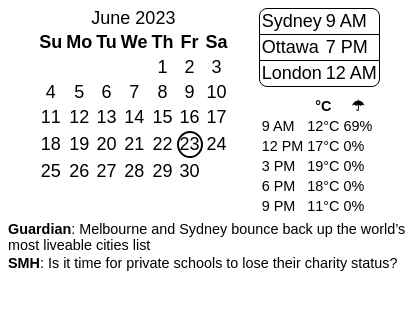 June 2023
Su Mo Tu We Th Fr Sa
1 2 3
4 5 6 7 8 9 10
11 12 13 14 15 16 17
18 19 20 21 22 23 24
25 26 27 28 29 30
Sydney 9 AM
Ottawa 7 PM
London 12 AM
°C ☂
9 AM 12°C 69%
12 PM 17°C 0%
3 PM 19°C 0%
6 PM 18°C 0%
9 PM 11°C 0%
Guardian: Melbourne and Sydney bounce back up the world’s
most liveable cities list
SMH: Is it time for private schools to lose their charity status?